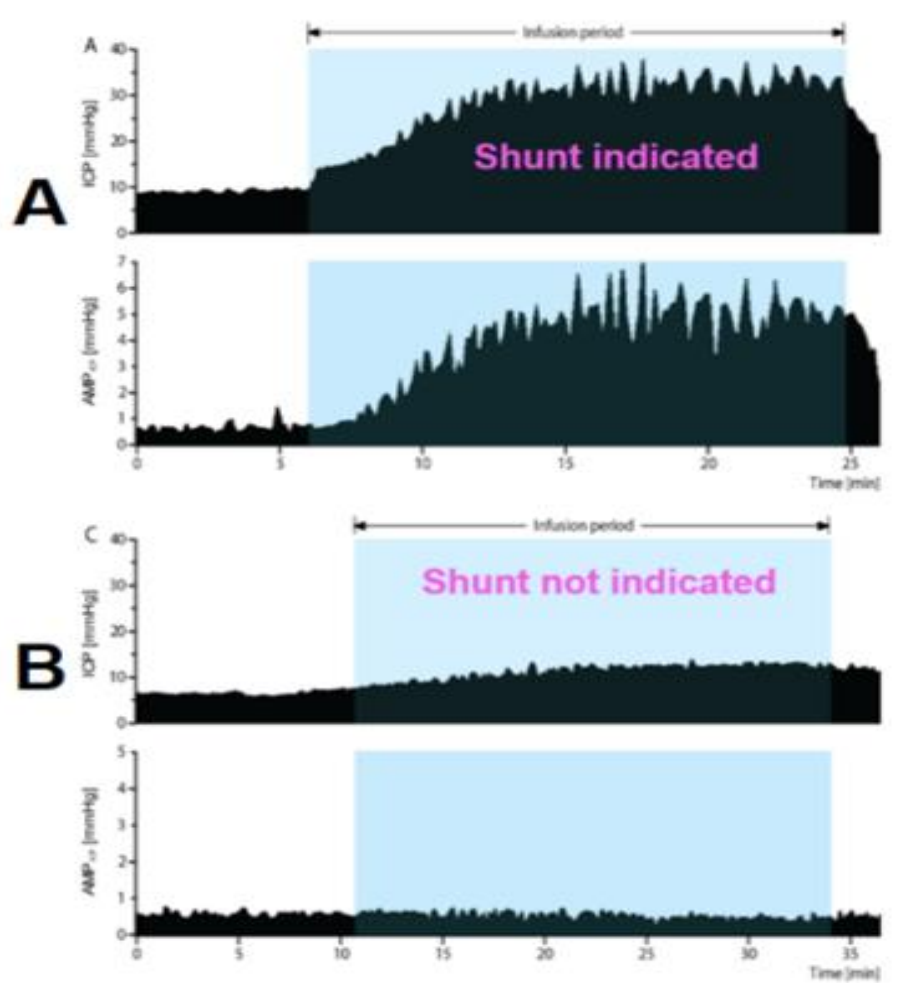 Infusion period
A
40
30
20
10
0
ICP [mmHg]
Shunt indicated
A
7
6
5
4
3
2
1
0
AMP [mmHg]
0 5 10 15 20 25
Time [min]
Infusion period
C
40
30
20
10
0
ICP [mmHg]
Shunt not indicated
B
5
4
3
2
1
0
AMP [mmHg]
0 5 10 15 20 25 30 35
Time [min]